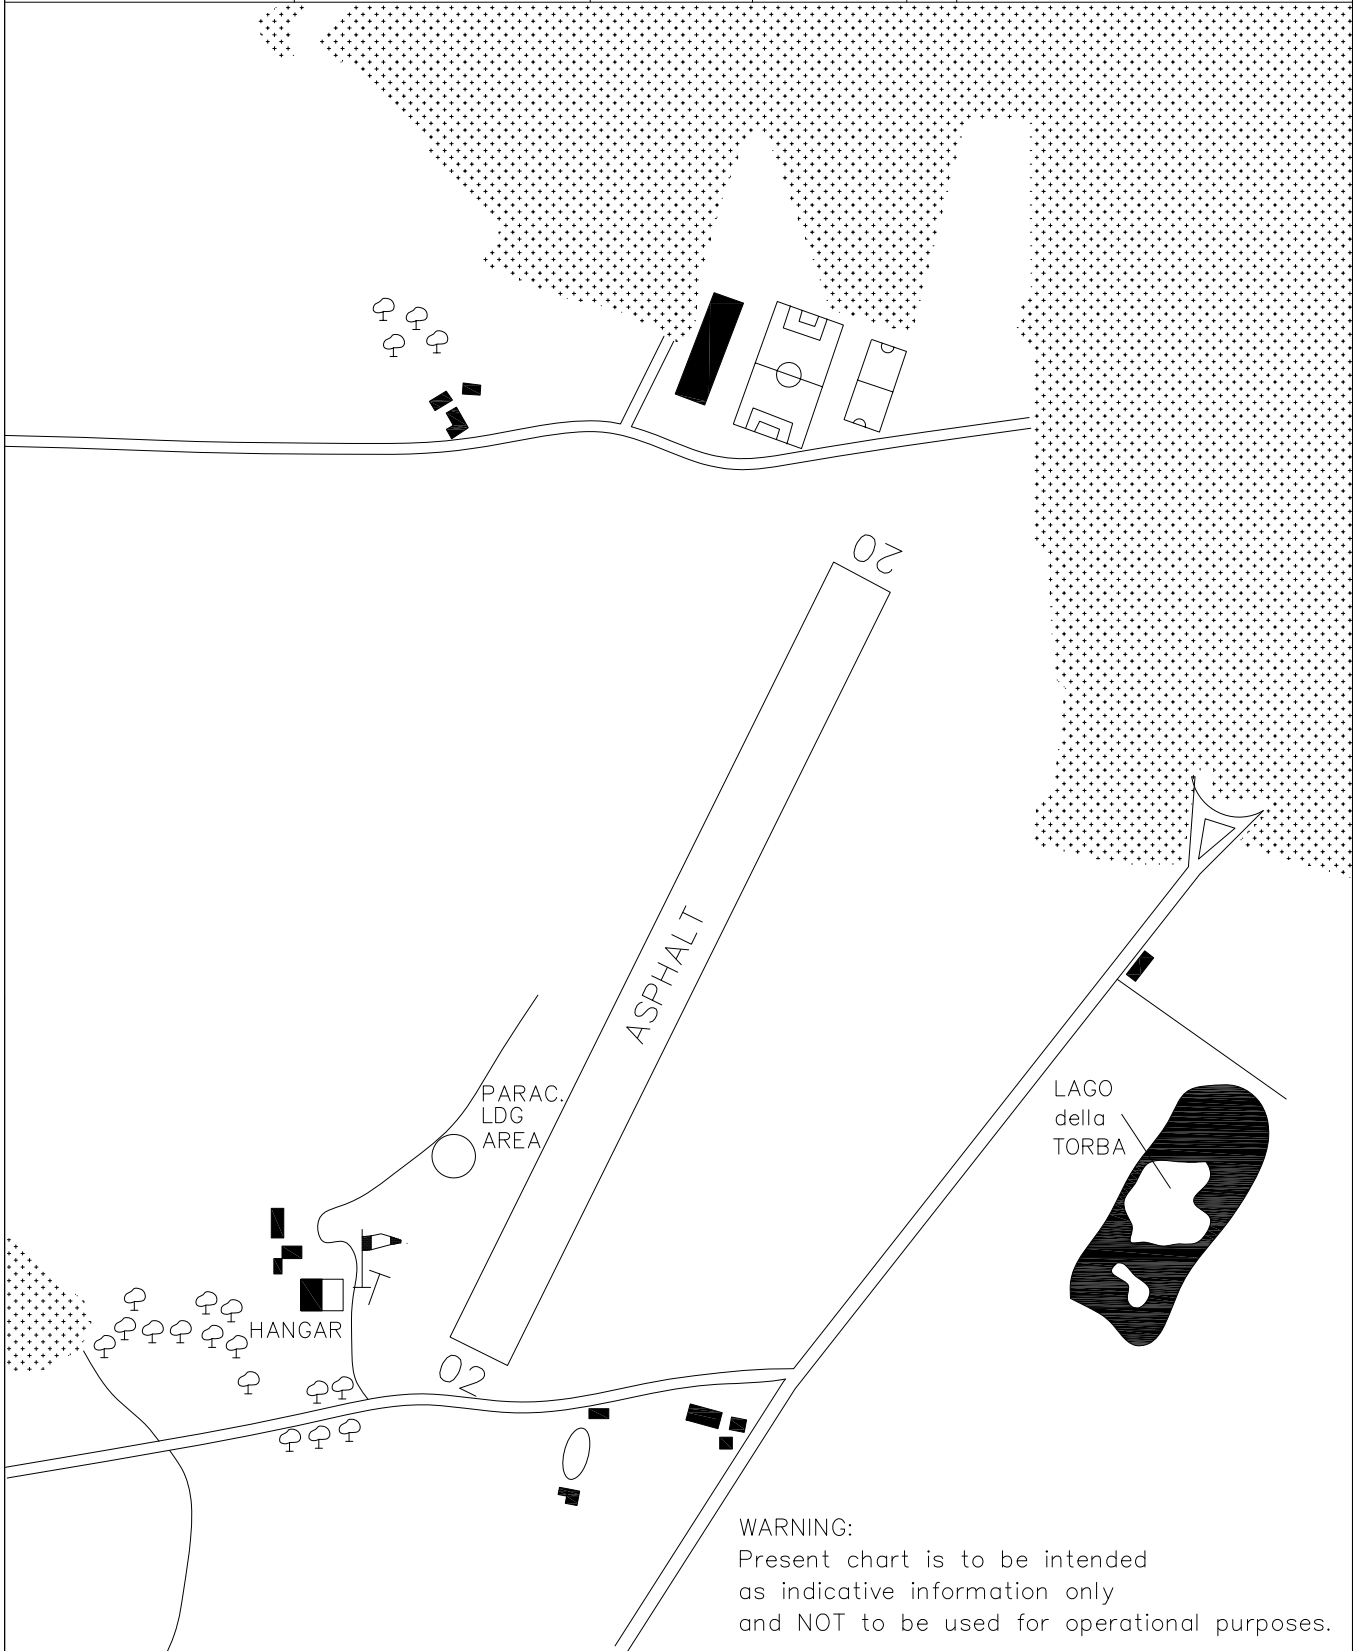 20
ASPHALT
PARAC.
LDG
AREA
LAGO
della
TORBA
HANGAR
02
WARNING:
Present chart is to be intended
as indicative information only
and NOT to be used for operational purposes.